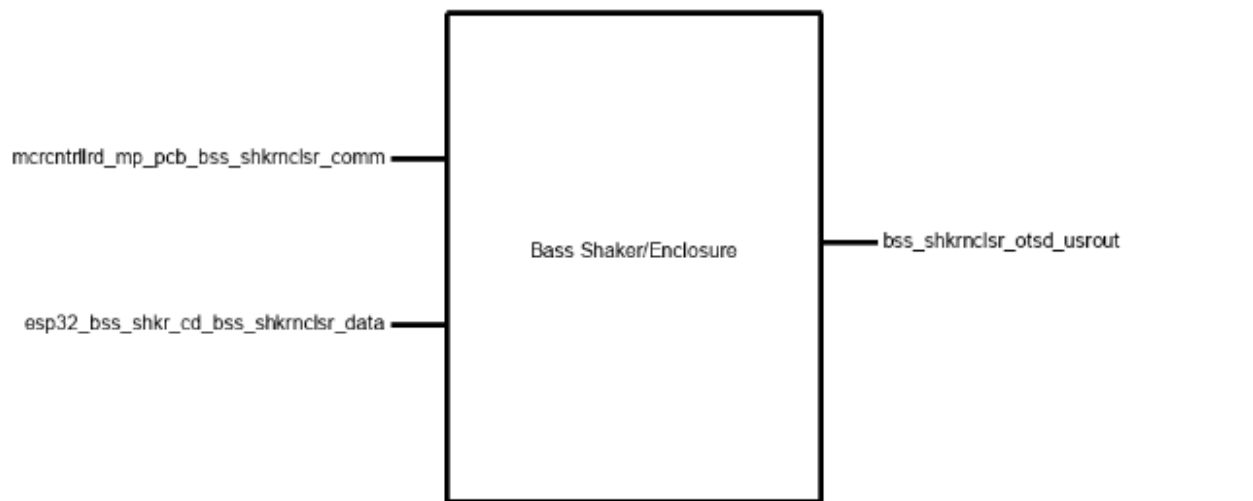 mcrcntrllrd_mp_pcb_bss_shkrnclsr_comm
bss_shkrnclsr_otsd_usrout
Bass Shaker/Enclosure
esp32_bss_shkr_cd_bss_shkrnclsr_data